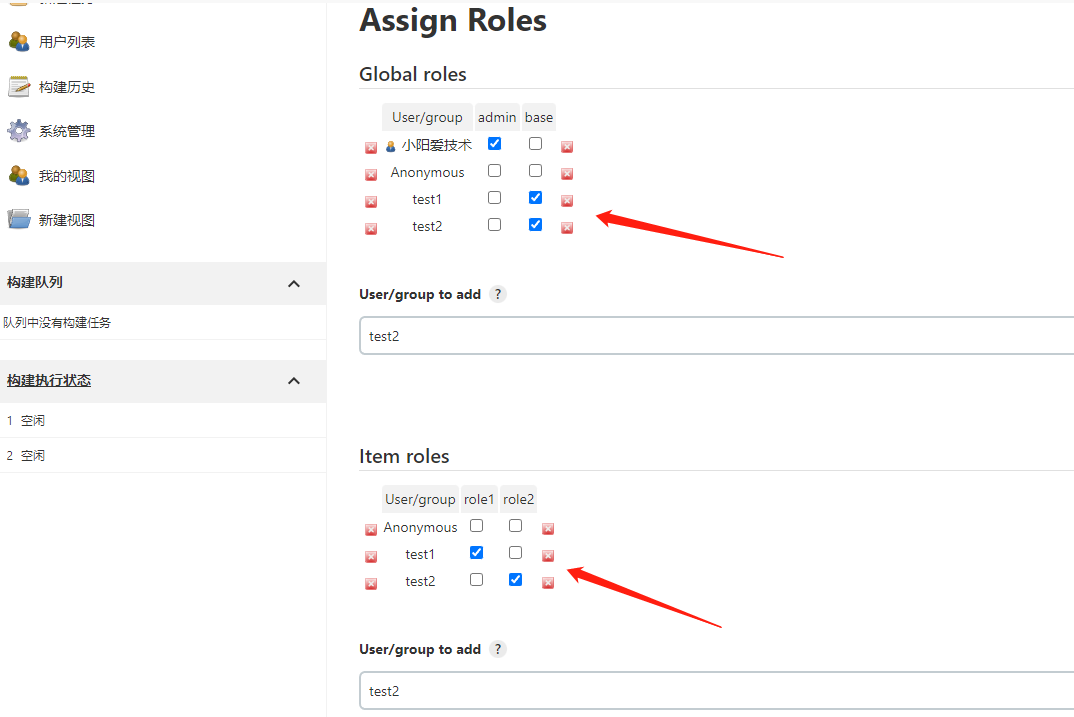 用户列表
构建历史
系统管理
我的视图
新建视图
构建队列
队列中没有构建任务
构建执行状态
1 空闲
2 空闲
Assign Roles
Global roles
User/group admin base
小阳爱技术
Anonymous
test1
test2
User/group to add ?
test2
Item roles
User/group role1 role2
Anonymous
test1
test2
User/group to add ?
test2